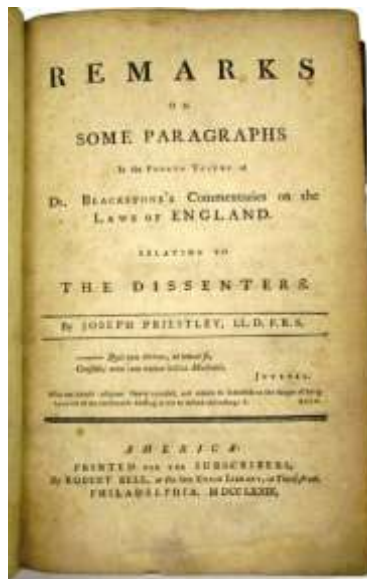 REMARKS
ON
SOME PARAGRAPHS
In the FOURTH VOLUME of
Dr. BLACKSTONE's Commentaries on the
LAWS OF ENGLAND.
RELATING TO
THE DISSENTERS.
By JOSEPH PRIESTLEY, LL.D. F.R.S.
JUVENAL.
AMERICA:
PRINTED FOR THE SUBSCRIBERS,
By ROBERT BELL, at the late UNION LIBRARY, in Third-street,
PHILADELPHIA. MDCCLXXIII.